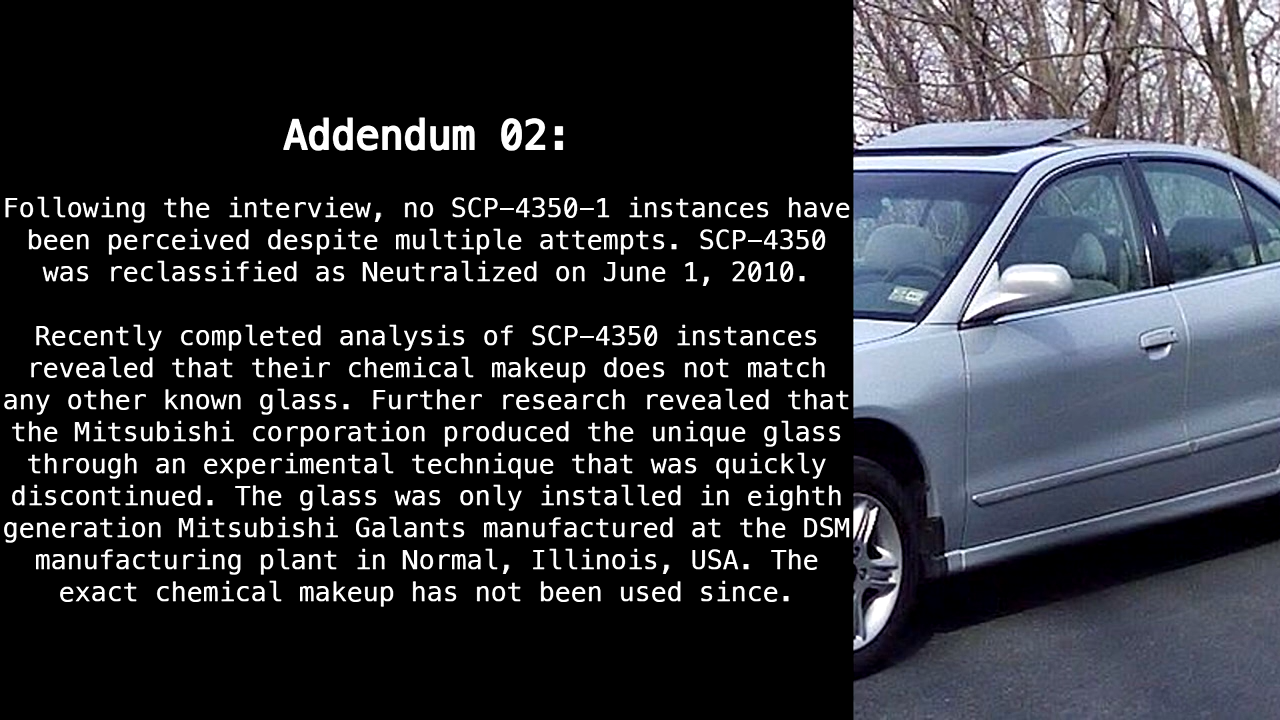 Addendum 02:
Following the interview, no SCP–4350–1 instances have
been perceived despite multiple attempts. SCP–4350
was reclassified as Neutralized on June 1, 2010.
Recently completed analysis of SCP–4350 instances
revealed that their chemical makeup does not match
any other known glass. Further research revealed that
the Mitsubishi corporation produced the unique glass
through an experimental technique that was quickly
discontinued. The glass was only installed in eighth
generation Mitsubishi Galants manufactured at the DSM
manufacturing plant in Normal, Illinois, USA. The
exact chemical makeup has not been used since.